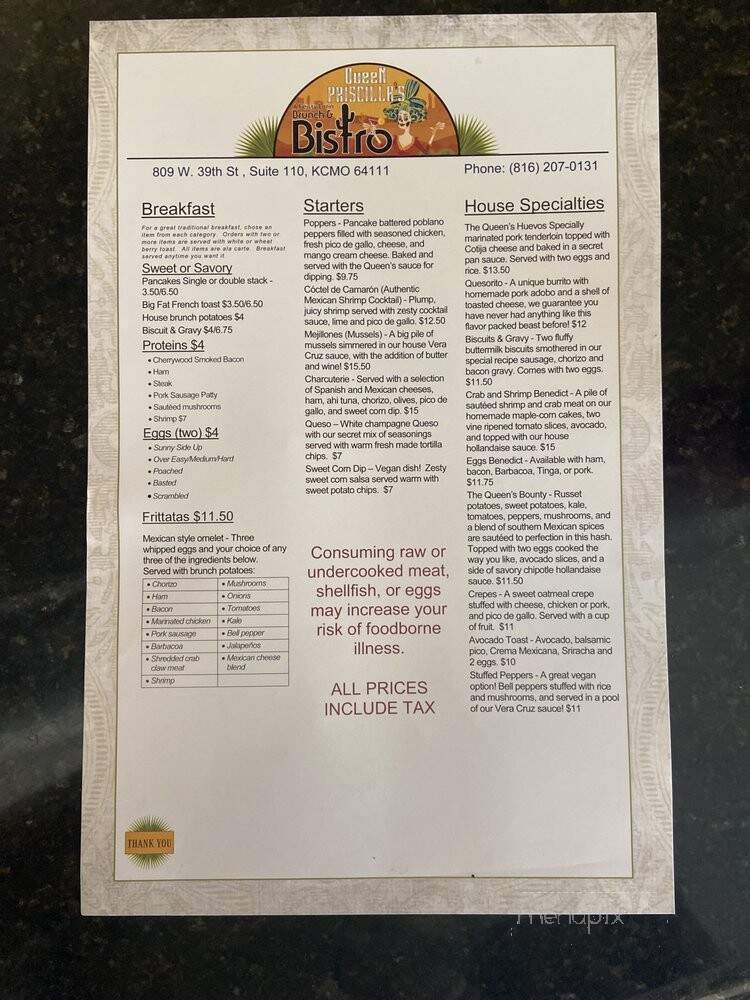 QueeN
PRISCILLA'S
Brunch &
Bistro
809 W. 39th St , Suite 110, KCMO 64111
Phone: (816) 207-0131
Breakfast
For a great traditional breakfast, chose an
item from each category. Orders with two or
more items are served with white or wheat
berry toast. All items are ala carte. Breakfast
served anytime you want it
Sweet or Savory
Pancakes Single or double stack -
3.50/6.50
Big Fat French toast $3.50/6.50
House brunch potatoes $4
Biscuit & Gravy $4/6.75
Proteins $4
• Cherrywood Smoked Bacon
• Ham
• Steak
• Pork Sausage Patty
• Sautéed mushrooms
• Shrimp $7
Eggs (two) $4
• Sunny Side Up
• Over Easy/Medium/Hard
• Poached
• Basted
• Scrambled
Frittatas $11.50
Mexican style omelet - Three
whipped eggs and your choice of any
three of the ingredients below.
Served with brunch potatoes:
• Chorizo • Mushrooms
• Ham • Onions
• Bacon • Tomatoes
• Marinated chicken • Kale
• Pork sausage • Bell pepper
• Barbacoa • Jalapeños
• Shredded crab • Mexican cheese
claw meat blend
• Shrimp
THANK YOU
Starters
Poppers - Pancake battered poblano
peppers filled with seasoned chicken,
fresh pico de gallo, cheese, and
mango cream cheese. Baked and
served with the Queen's sauce for
dipping. $9.75
Cóctel de Camarón (Authentic
Mexican Shrimp Cocktail) - Plump,
juicy shrimp served with zesty cocktail
sauce, lime and pico de gallo. $12.50
Mejillones (Mussels) - A big pile of
mussels simmered in our house Vera
Cruz sauce, with the addition of butter
and wine! $15.50
Charcuterie - Served with a selection
of Spanish and Mexican cheeses,
ham, ahi tuna, chorizo, olives, pico de
gallo, and sweet corn dip. $15
Queso – White champagne Queso
with our secret mix of seasonings
served with warm fresh made tortilla
chips. $7
Sweet Corn Dip – Vegan dish! Zesty
sweet corn salsa served warm with
sweet potato chips. $7
Consuming raw or
undercooked meat,
shellfish, or eggs
may increase your
risk of foodborne
illness.
ALL PRICES
INCLUDE TAX
House Specialties
The Queen's Huevos Specially
marinated pork tenderloin topped with
Cotija cheese and baked in a secret
pan sauce. Served with two eggs and
rice. $13.50
Quesorito - A unique burrito with
homemade pork adobo and a shell of
toasted cheese, we guarantee you
have never had anything like this
flavor packed beast before! $12
Biscuits & Gravy - Two fluffy
buttermilk biscuits smothered in our
special recipe sausage, chorizo and
bacon gravy. Comes with two eggs.
$11.50
Crab and Shrimp Benedict - A pile of
sautéed shrimp and crab meat on our
homemade maple-corn cakes, two
vine ripened tomato slices, avocado,
and topped with our house
hollandaise sauce. $15
Eggs Benedict - Available with ham,
bacon, Barbacoa, Tinga, or pork.
$11.75
The Queen's Bounty - Russet
potatoes, sweet potatoes, kale,
tomatoes, peppers, mushrooms, and
a blend of southern Mexican spices
are sautéed to perfection in this hash.
Topped with two eggs cooked the
way you like, avocado slices, and a
side of savory chipotle hollandaise
sauce. $11.50
Crepes - A sweet oatmeal crepe
stuffed with cheese, chicken or pork,
and pico de gallo. Served with a cup
of fruit. $11
Avocado Toast - Avocado, balsamic
pico, Crema Mexicana, Sriracha and
2 eggs. $10
Stuffed Peppers - A great vegan
option! Bell peppers stuffed with rice
and mushrooms, and served in a pool
of our Vera Cruz sauce! $11
menupix